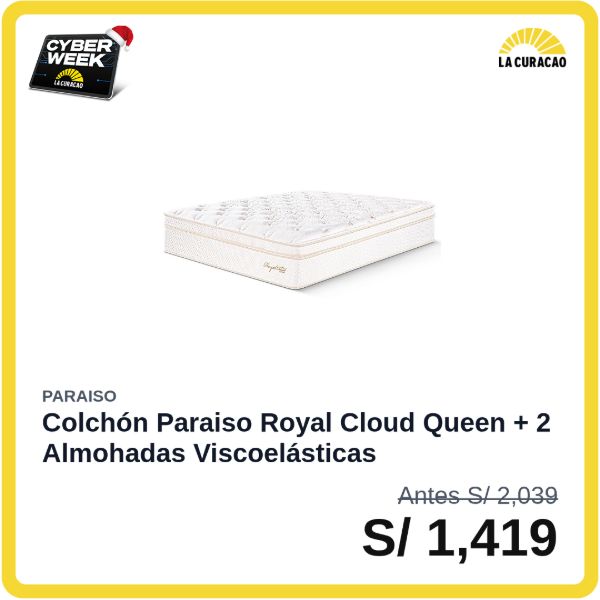 CYBER
WEEK
LA CURACAO
LA CURACAO
PARAISO
Colchón Paraiso Royal Cloud Queen + 2
Almohadas Viscoelásticas
Antes S/ 2,039
S/ 1,419